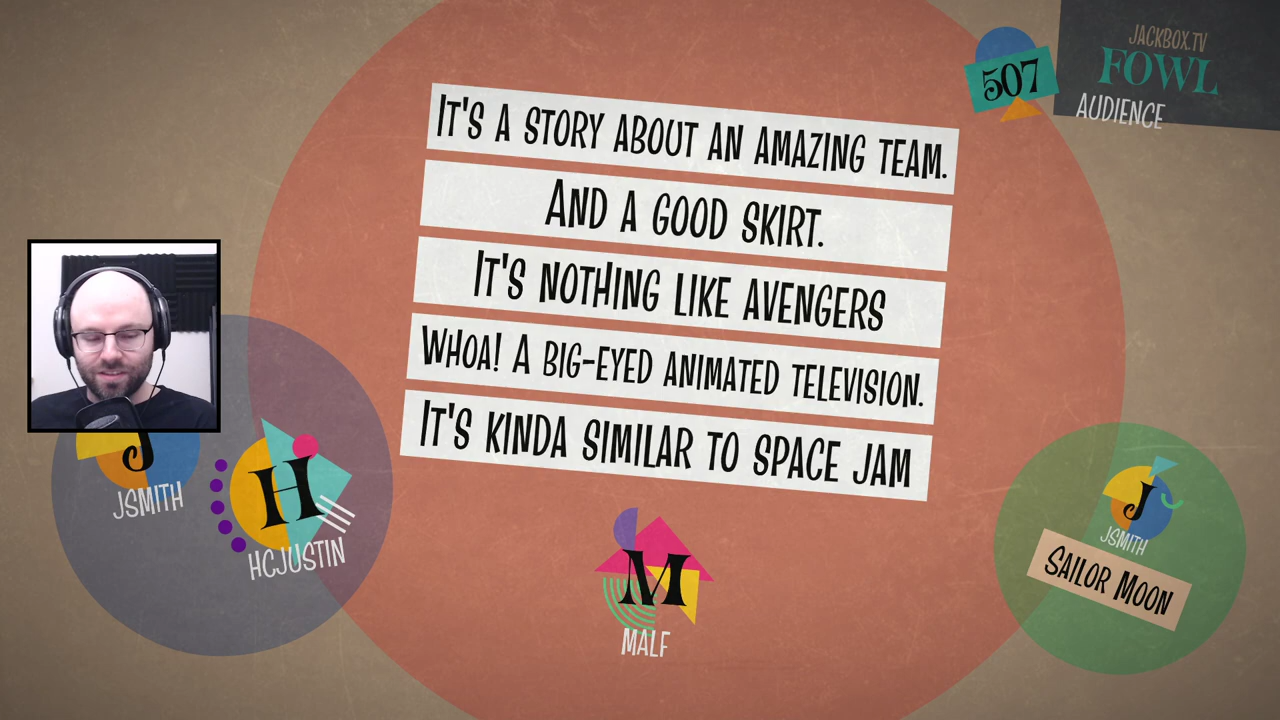 JACKBOX.TV
FOWL
507
AUDIENCE
IT'S A STORY ABOUT AN AMAZING TEAM.
AND A GOOD SKIRT.
IT'S NOTHING LIKE AVENGERS
WHOA! A BIG-EYED ANIMATED TELEVISION.
IT'S KINDA SIMILAR TO SPACE JAM
J
JSMITH
H
HCJUSTIN
M
MALF
J
JSMITH
SAILOR MOON